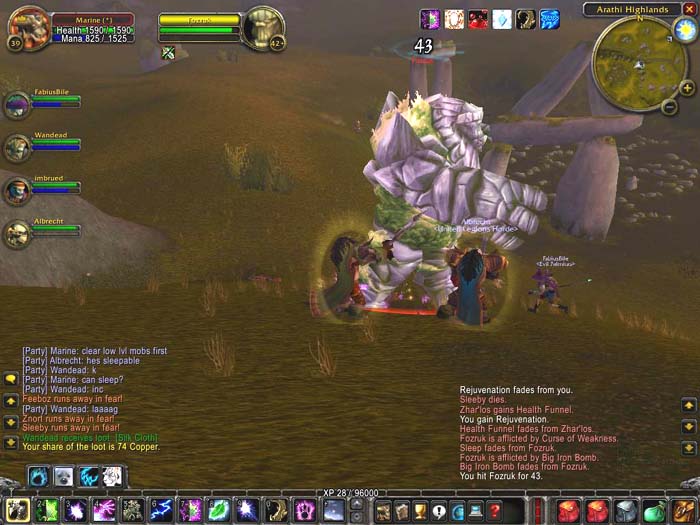 Arathi Highlands
N
Marine (*)
Health 1590 / 1590
Mana 825 / 1525
39
Fozruk
42+
43
Fozruk
FabiusBile
Wandead
imbrued
Albrecht
Albrecht
<United Legions Horde>
FabiusBile
[Party] Marine: clear low lvl mobs first
[Party] Albrecht: hes sleepable
[Party] Wandead: k
[Party] Marine: can sleep?
[Party] Wandead: inc
Feeboz runs away in fear!
[Party] Wandead: laaaag
Znort runs away in fear!
Sleeby runs away in fear!
Wandead receives loot: [Silk Cloth]
Your share of the loot is 74 Copper.
Rejuvenation fades from you.
Sleeby dies.
Zhar'los gains Health Funnel.
You gain Rejuvenation.
Health Funnel fades from Zhar'los.
Fozruk is afflicted by Curse of Weakness.
Sleep fades from Fozruk.
Fozruk is afflicted by Big Iron Bomb.
Big Iron Bomb fades from Fozruk.
You hit Fozruk for 43.
XP 28 / 96000